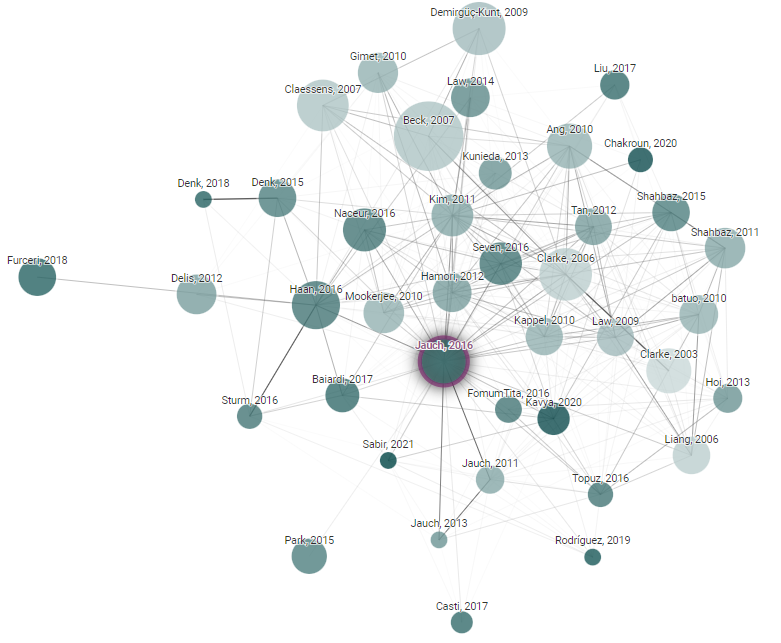 Demirguç-Kunt, 2009
Gimet, 2010
Law, 2014
Liu, 2017
Claessens, 2007
Beck, 2007
Ang, 2010
Chakroun, 2020
Kunieda, 2013
Denk, 2018
Denk, 2015
Kim, 2011
Shahbaz, 2015
Naceur, 2016
Tan, 2012
Shahbaz, 2011
Seven, 2016
Furceri, 2018
Clarke, 2006
Delis, 2012
Hamori, 2012
Haan, 2016
Mookerjee, 2010
batuo, 2010
Kappel, 2010
Law, 2009
Jauch, 2016
Clarke, 2003
Baiardi, 2017
Hoi, 2013
FomumTita, 2016
Sturm, 2016
Kavya, 2020
Sabir, 2021
Liang, 2006
Jauch, 2011
Topuz, 2016
Jauch, 2013
Park, 2015
Rodríguez, 2019
Casti, 2017